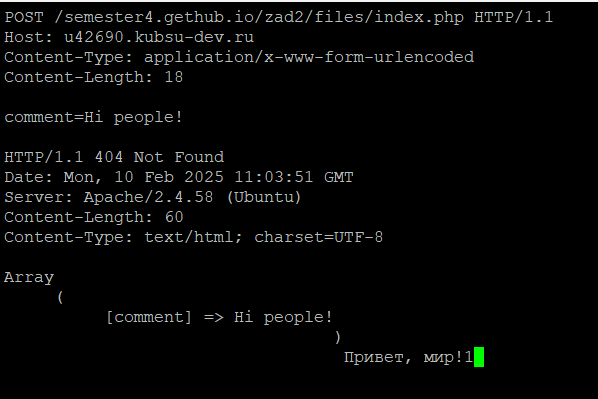 POST /semester4.gethub.io/zad2/files/index.php HTTP/1.1
Host: u42690.kubsu-dev.ru
Content-Type: application/x-www-form-urlencoded
Content-Length: 18
comment=Hi people!
HTTP/1.1 404 Not Found
Date: Mon, 10 Feb 2025 11:03:51 GMT
Server: Apache/2.4.58 (Ubuntu)
Content-Length: 60
Content-Type: text/html; charset=UTF-8
Array
(
[comment] => Hi people!
)
Привет, мир!1